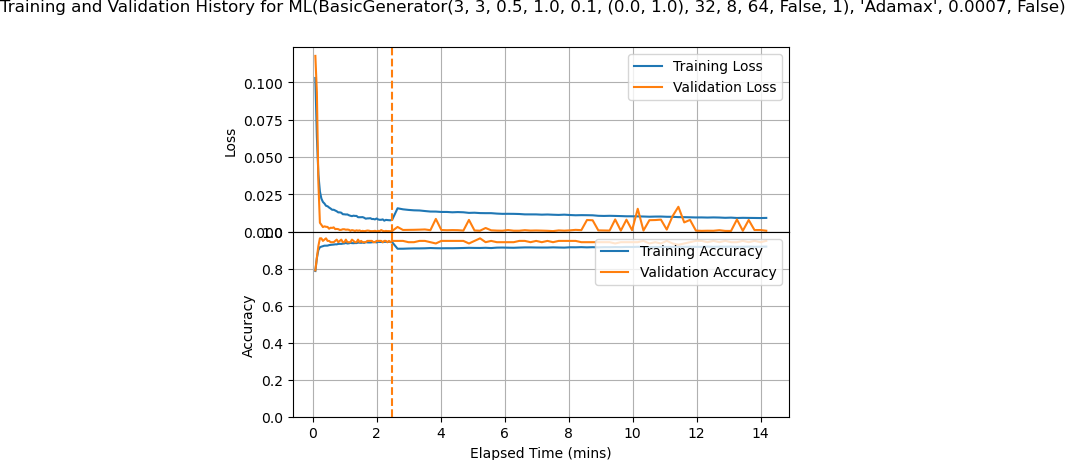 Training and Validation History for ML(BasicGenerator(3, 3, 0.5, 1.0, 0.1, (0.0, 1.0), 32, 8, 64, False, 1), 'Adamax', 0.0007, False)
0.100
0.075
0.050
0.025
0.000
Loss
Training Loss
Validation Loss
1.0
0.8
0.6
0.4
0.2
0.0
Accuracy
Training Accuracy
Validation Accuracy
0 2 4 6 8 10 12 14
Elapsed Time (mins)